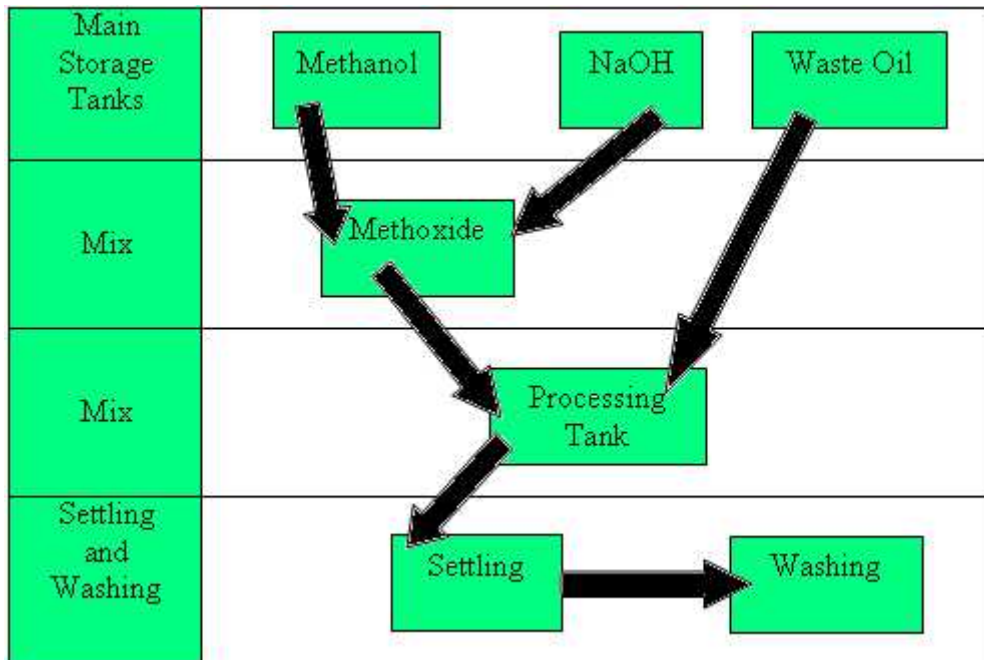 Main
Storage
Tanks
Methanol
NaOH
Waste Oil
Mix
Methoxide
Mix
Processing
Tank
Settling
and
Washing
Settling
Washing